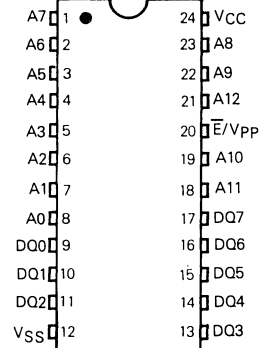 A7 1 24 VCC
A6 2 23 A8
A5 3 22 A9
A4 4 21 A12
A3 5 20 E̅/VPP
A2 6 19 A10
A1 7 18 A11
A0 8 17 DQ7
DQ0 9 16 DQ6
DQ1 10 15 DQ5
DQ2 11 14 DQ4
VSS 12 13 DQ3